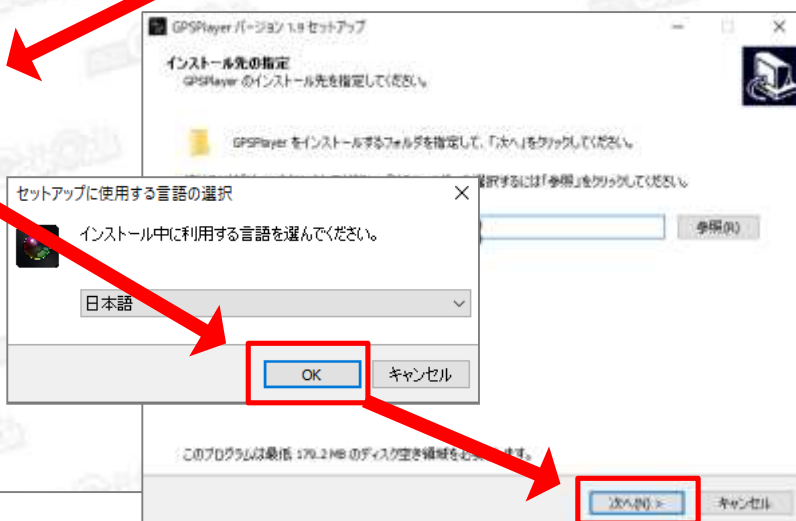 GPSPlayer バージョン 1.9 セットアップ
インストール先の指定
GPSPlayer のインストール先を指定してください。
GPSPlayer をインストールするフォルダを指定して、「次へ」をクリックしてください。
択するには「参照」をクリックしてください。
参照(R)
セットアップに使用する言語の選択
インストール中に利用する言語を選んでください。
日本語
OK
キャンセル
このプログラムは最低 179.2 MB のディスク空き領域を必 ます。
次へ(N) >
キャンセル